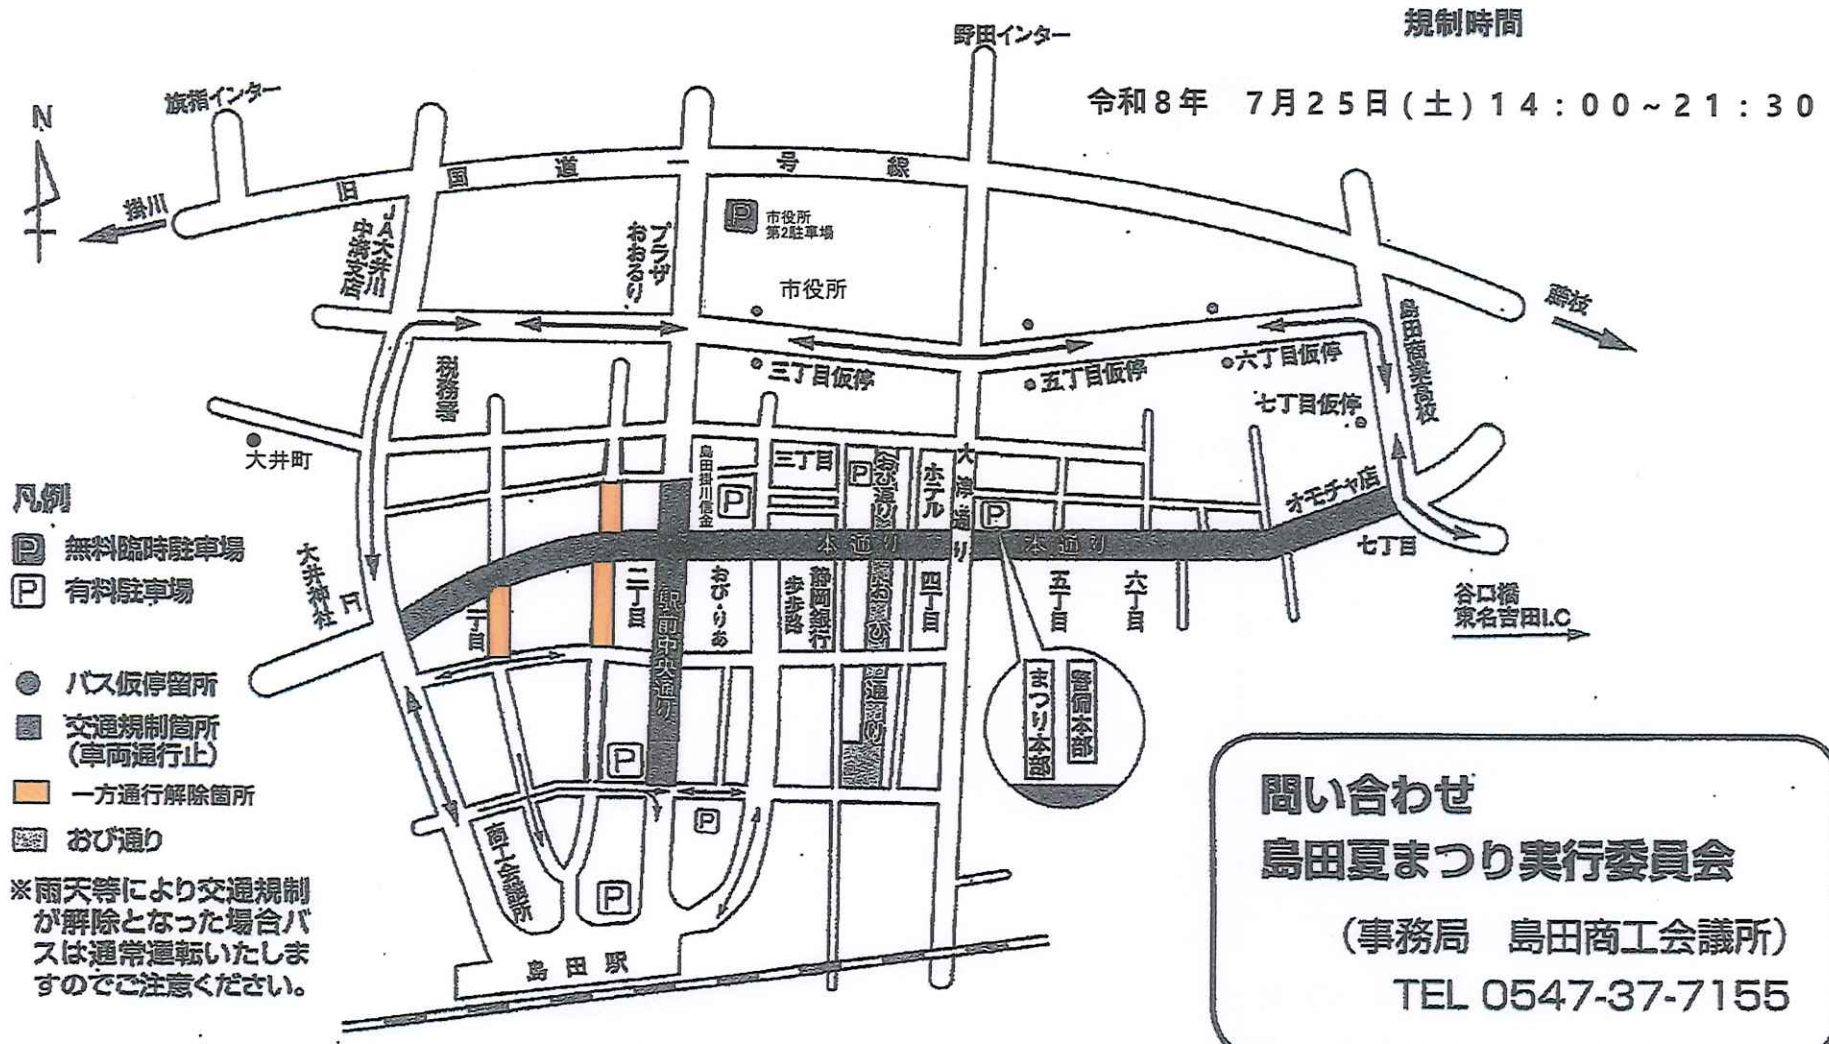 規制時間
令和8年 7月25日(土)14:00~21:30
野田インター
旗指インター
N
掛川
旧国道一号線
藤枝
JA大井川
中溝支店
プラザ
おおるり
P
市役所
第2駐車場
市役所
島田商業高校
税務署
三丁目仮停
五丁目仮停
六丁目仮停
七丁目仮停
大井町
島田掛川信金
P
三丁目
P
おび通り
ホテル
大津通り
P
オモチャ店
本通り
本通り
七丁目
凡例
P 無料臨時駐車場
P 有料駐車場
大井神社
一丁目
二丁目
駅前中央通り
おび・りあ
歩歩路
静岡銀行
四丁目
五丁目
六丁目
谷口橋
東名吉田I.C
バス仮停留所
交通規制箇所
(車両通行止)
一方通行解除箇所
おび通り
まつり本部
警備本部
P
P
P
商工会議所
島田駅
※雨天等により交通規制
が解除となった場合バ
スは通常運転いたしま
すのでご注意ください。
問い合わせ
島田夏まつり実行委員会
(事務局 島田商工会議所)
TEL 0547-37-7155